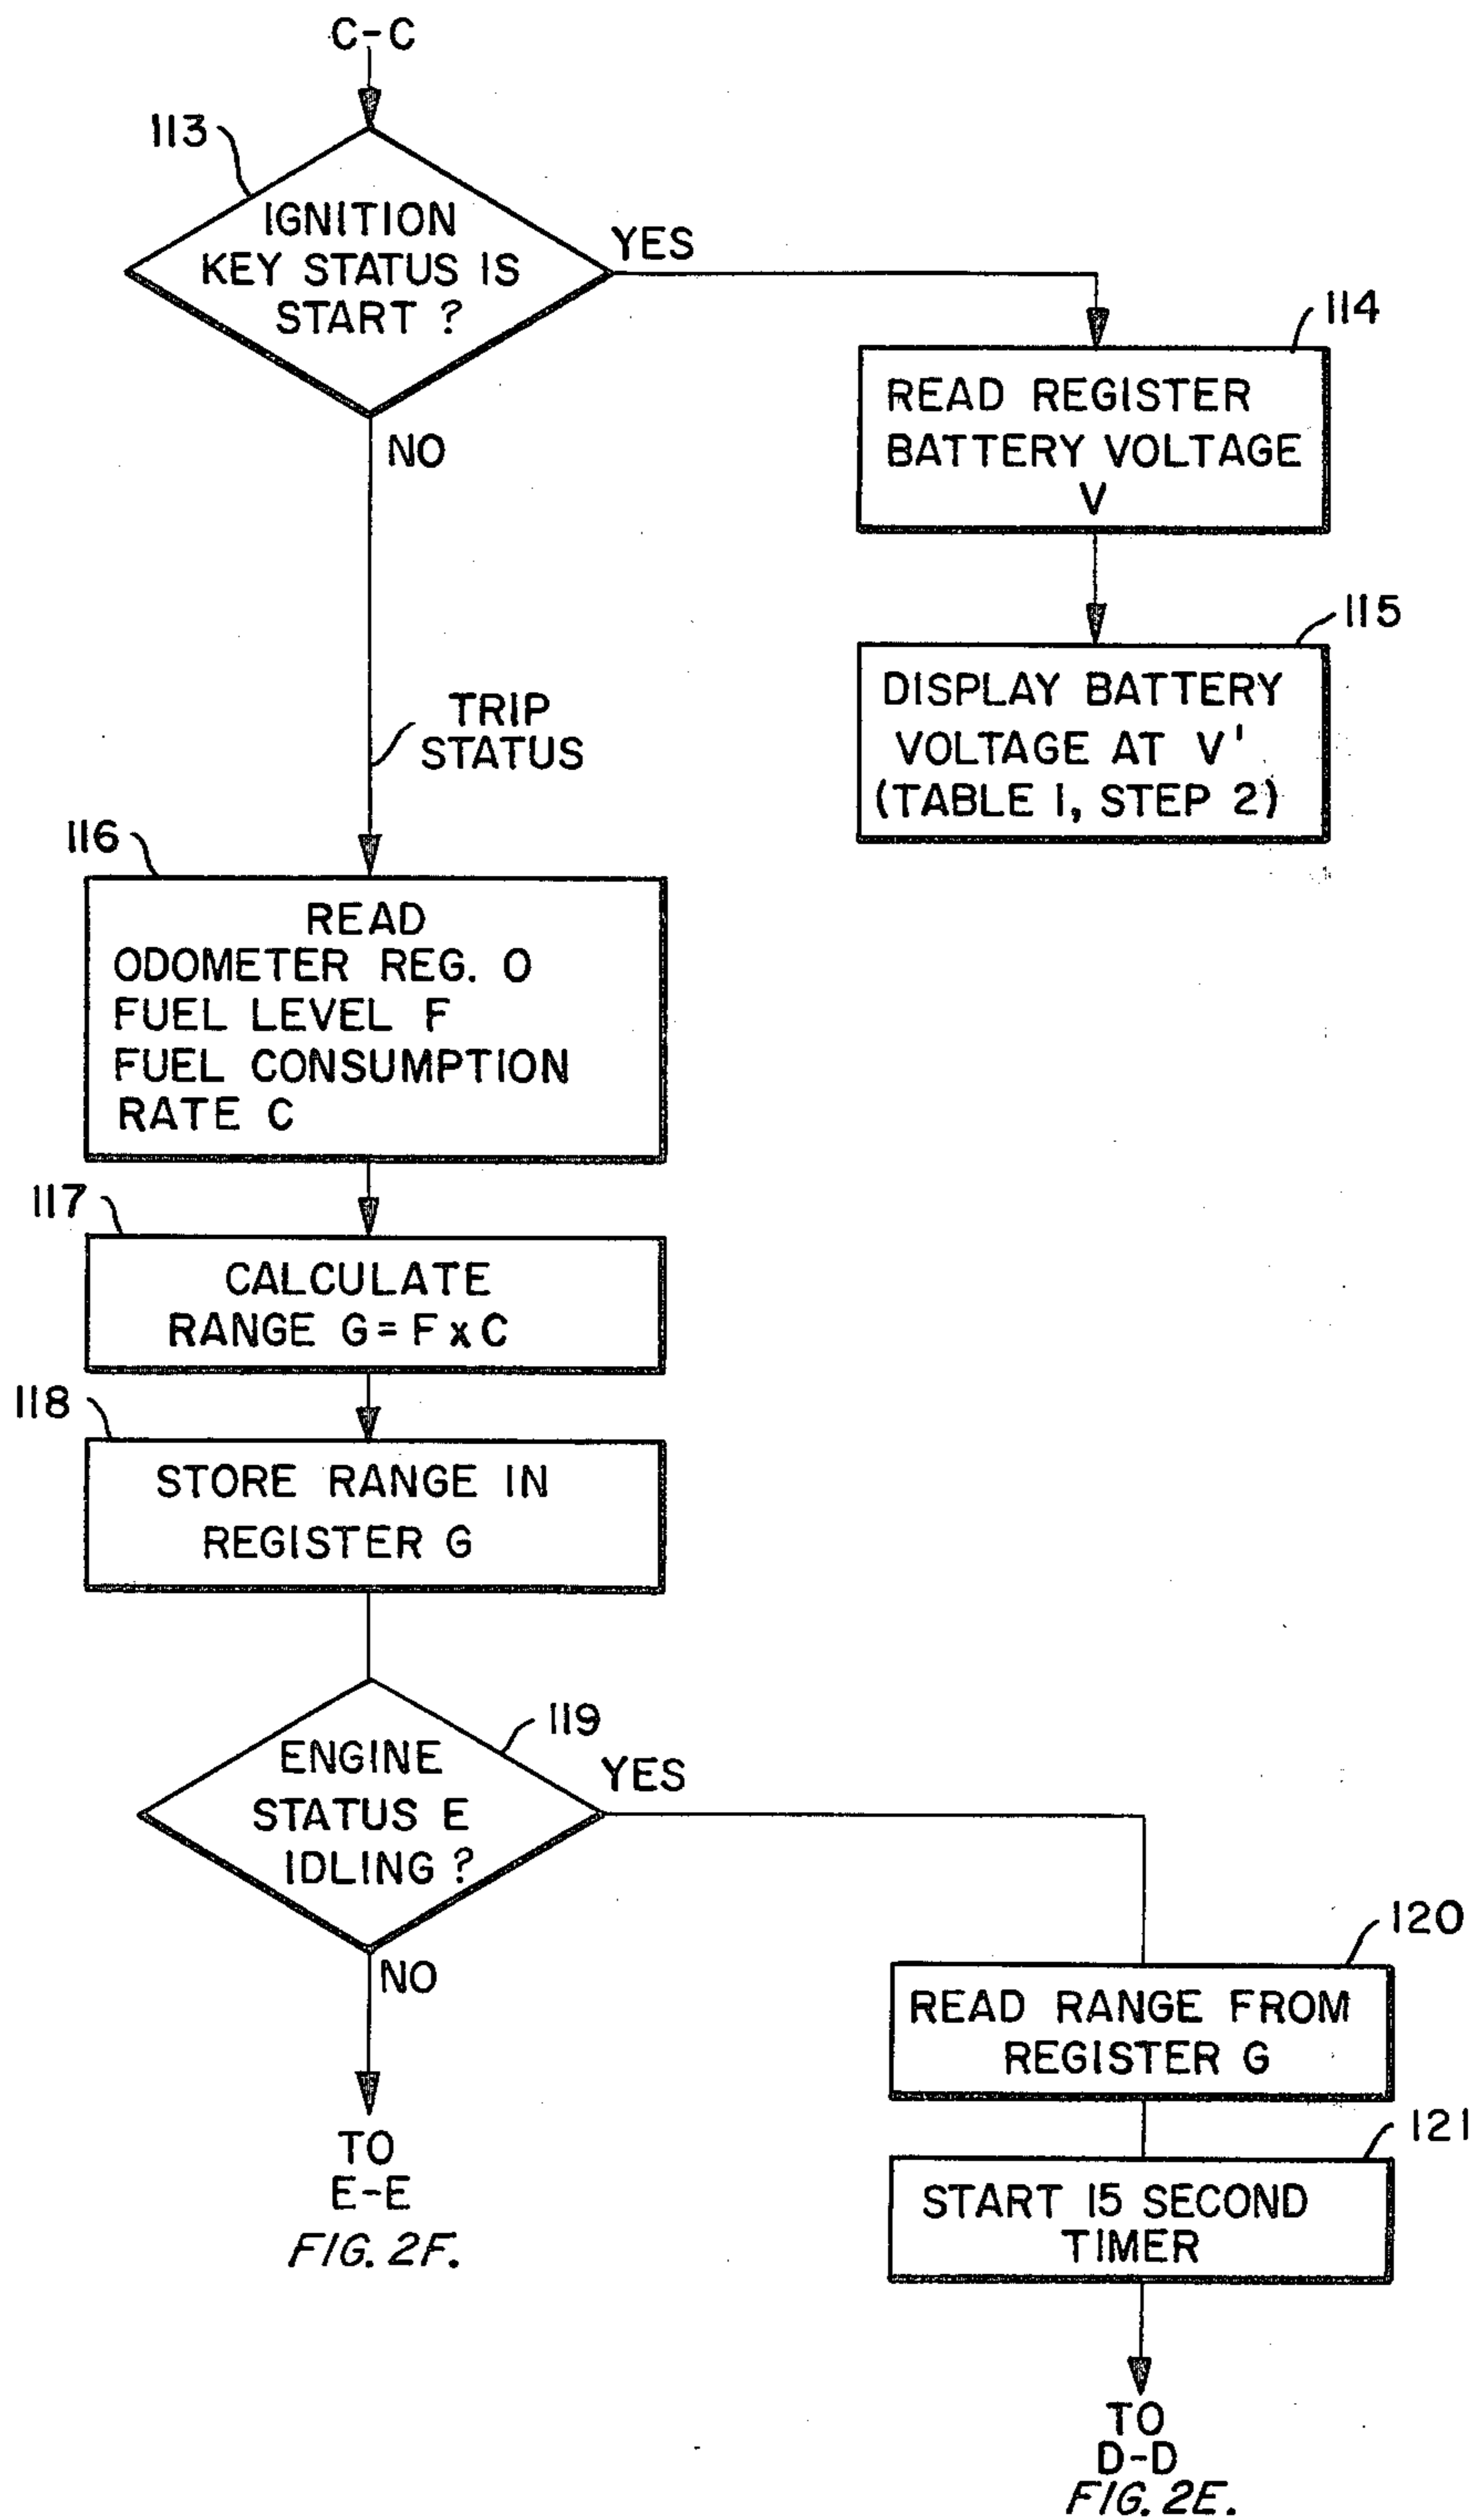 C-C
113
IGNITION
KEY STATUS IS
START ?
YES
NO
114
READ REGISTER
BATTERY VOLTAGE
V
115
DISPLAY BATTERY
VOLTAGE AT V'
(TABLE 1, STEP 2)
TRIP
STATUS
116
READ
ODOMETER REG. O
FUEL LEVEL F
FUEL CONSUMPTION
RATE C
117
CALCULATE
RANGE G = F x C
118
STORE RANGE IN
REGISTER G
119
ENGINE
STATUS E
IDLING ?
YES
NO
TO
E-E
FIG. 2F.
120
READ RANGE FROM
REGISTER G
121
START 15 SECOND
TIMER
TO
D-D
FIG. 2E.